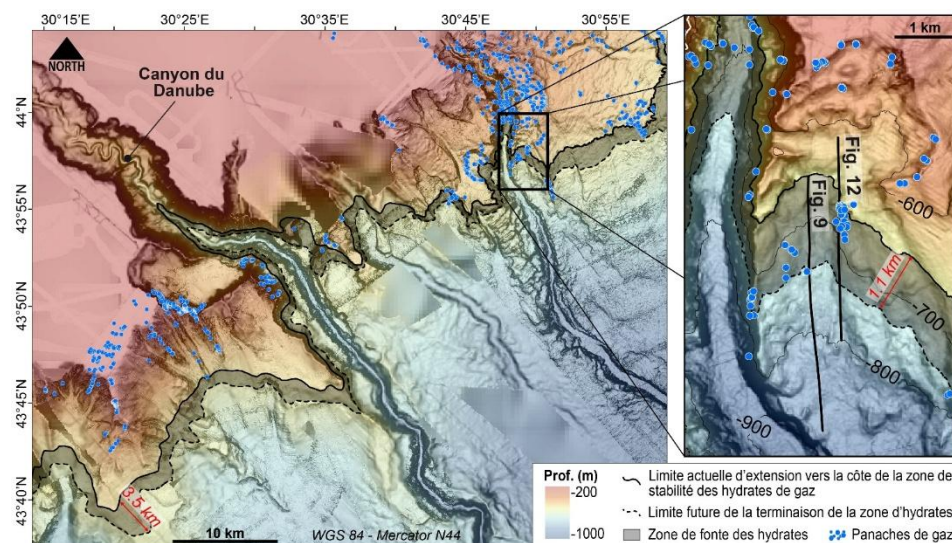 30°15'E 30°25'E 30°35'E 30°45'E 30°55'E
NORTH
Canyon du
Danube
44°N
43°55'N
43°50'N
43°45'N
43°40'N
3.5 km
10 km
WGS 84 - Mercator N44
1 km
Fig. 12
Fig. 9
-600
1.1 km
-700
-800
-900
Prof. (m)
-200
-1000
Limite actuelle d'extension vers la côte de la zone de
stabilité des hydrates de gaz
Limite future de la terminaison de la zone d'hydrates
Zone de fonte des hydrates
Panaches de gaz